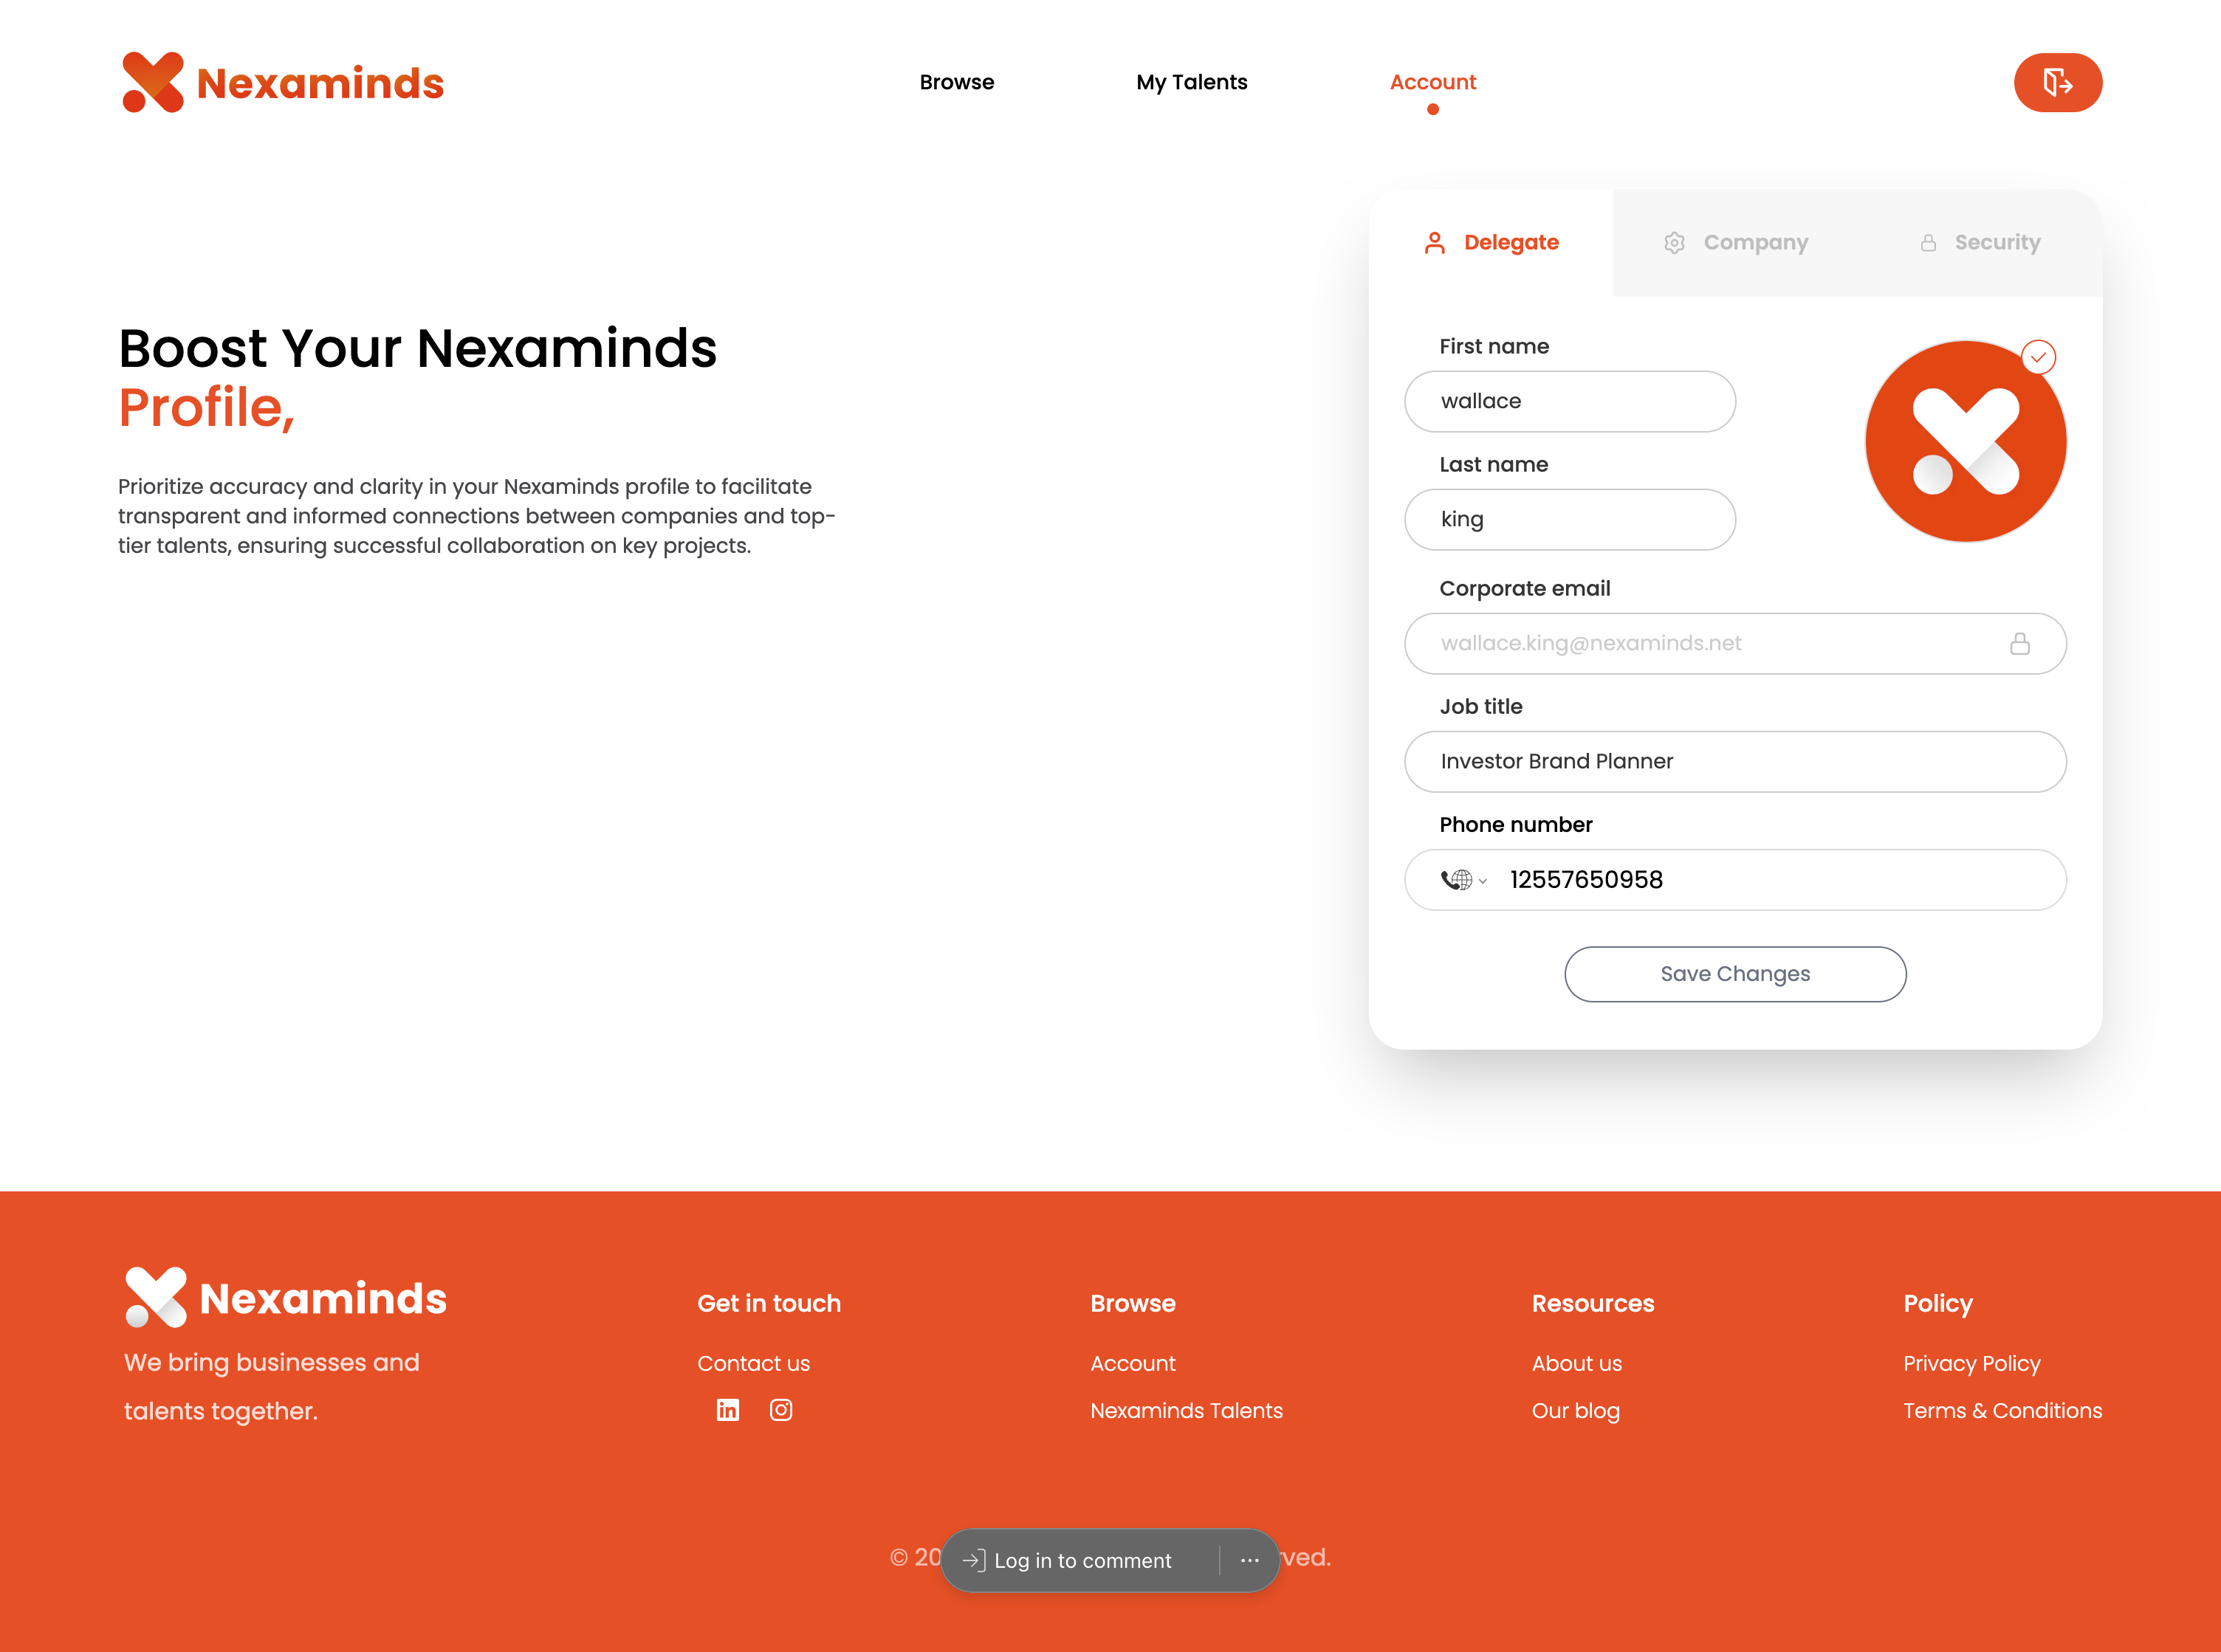 Nexaminds
Browse
My Talents
Account
Delegate
Company
Security
Boost Your Nexaminds
Profile,
Prioritize accuracy and clarity in your Nexaminds profile to facilitate
transparent and informed connections between companies and top-
tier talents, ensuring successful collaboration on key projects.
First name
wallace
Last name
king
Corporate email
wallace.king@nexaminds.net
Job title
Investor Brand Planner
Phone number
12557650958
Save Changes
Nexaminds
We bring businesses and
talents together.
Get in touch
Contact us
Browse
Account
Nexaminds Talents
Resources
About us
Our blog
Policy
Privacy Policy
Terms & Conditions
©
Log in to comment